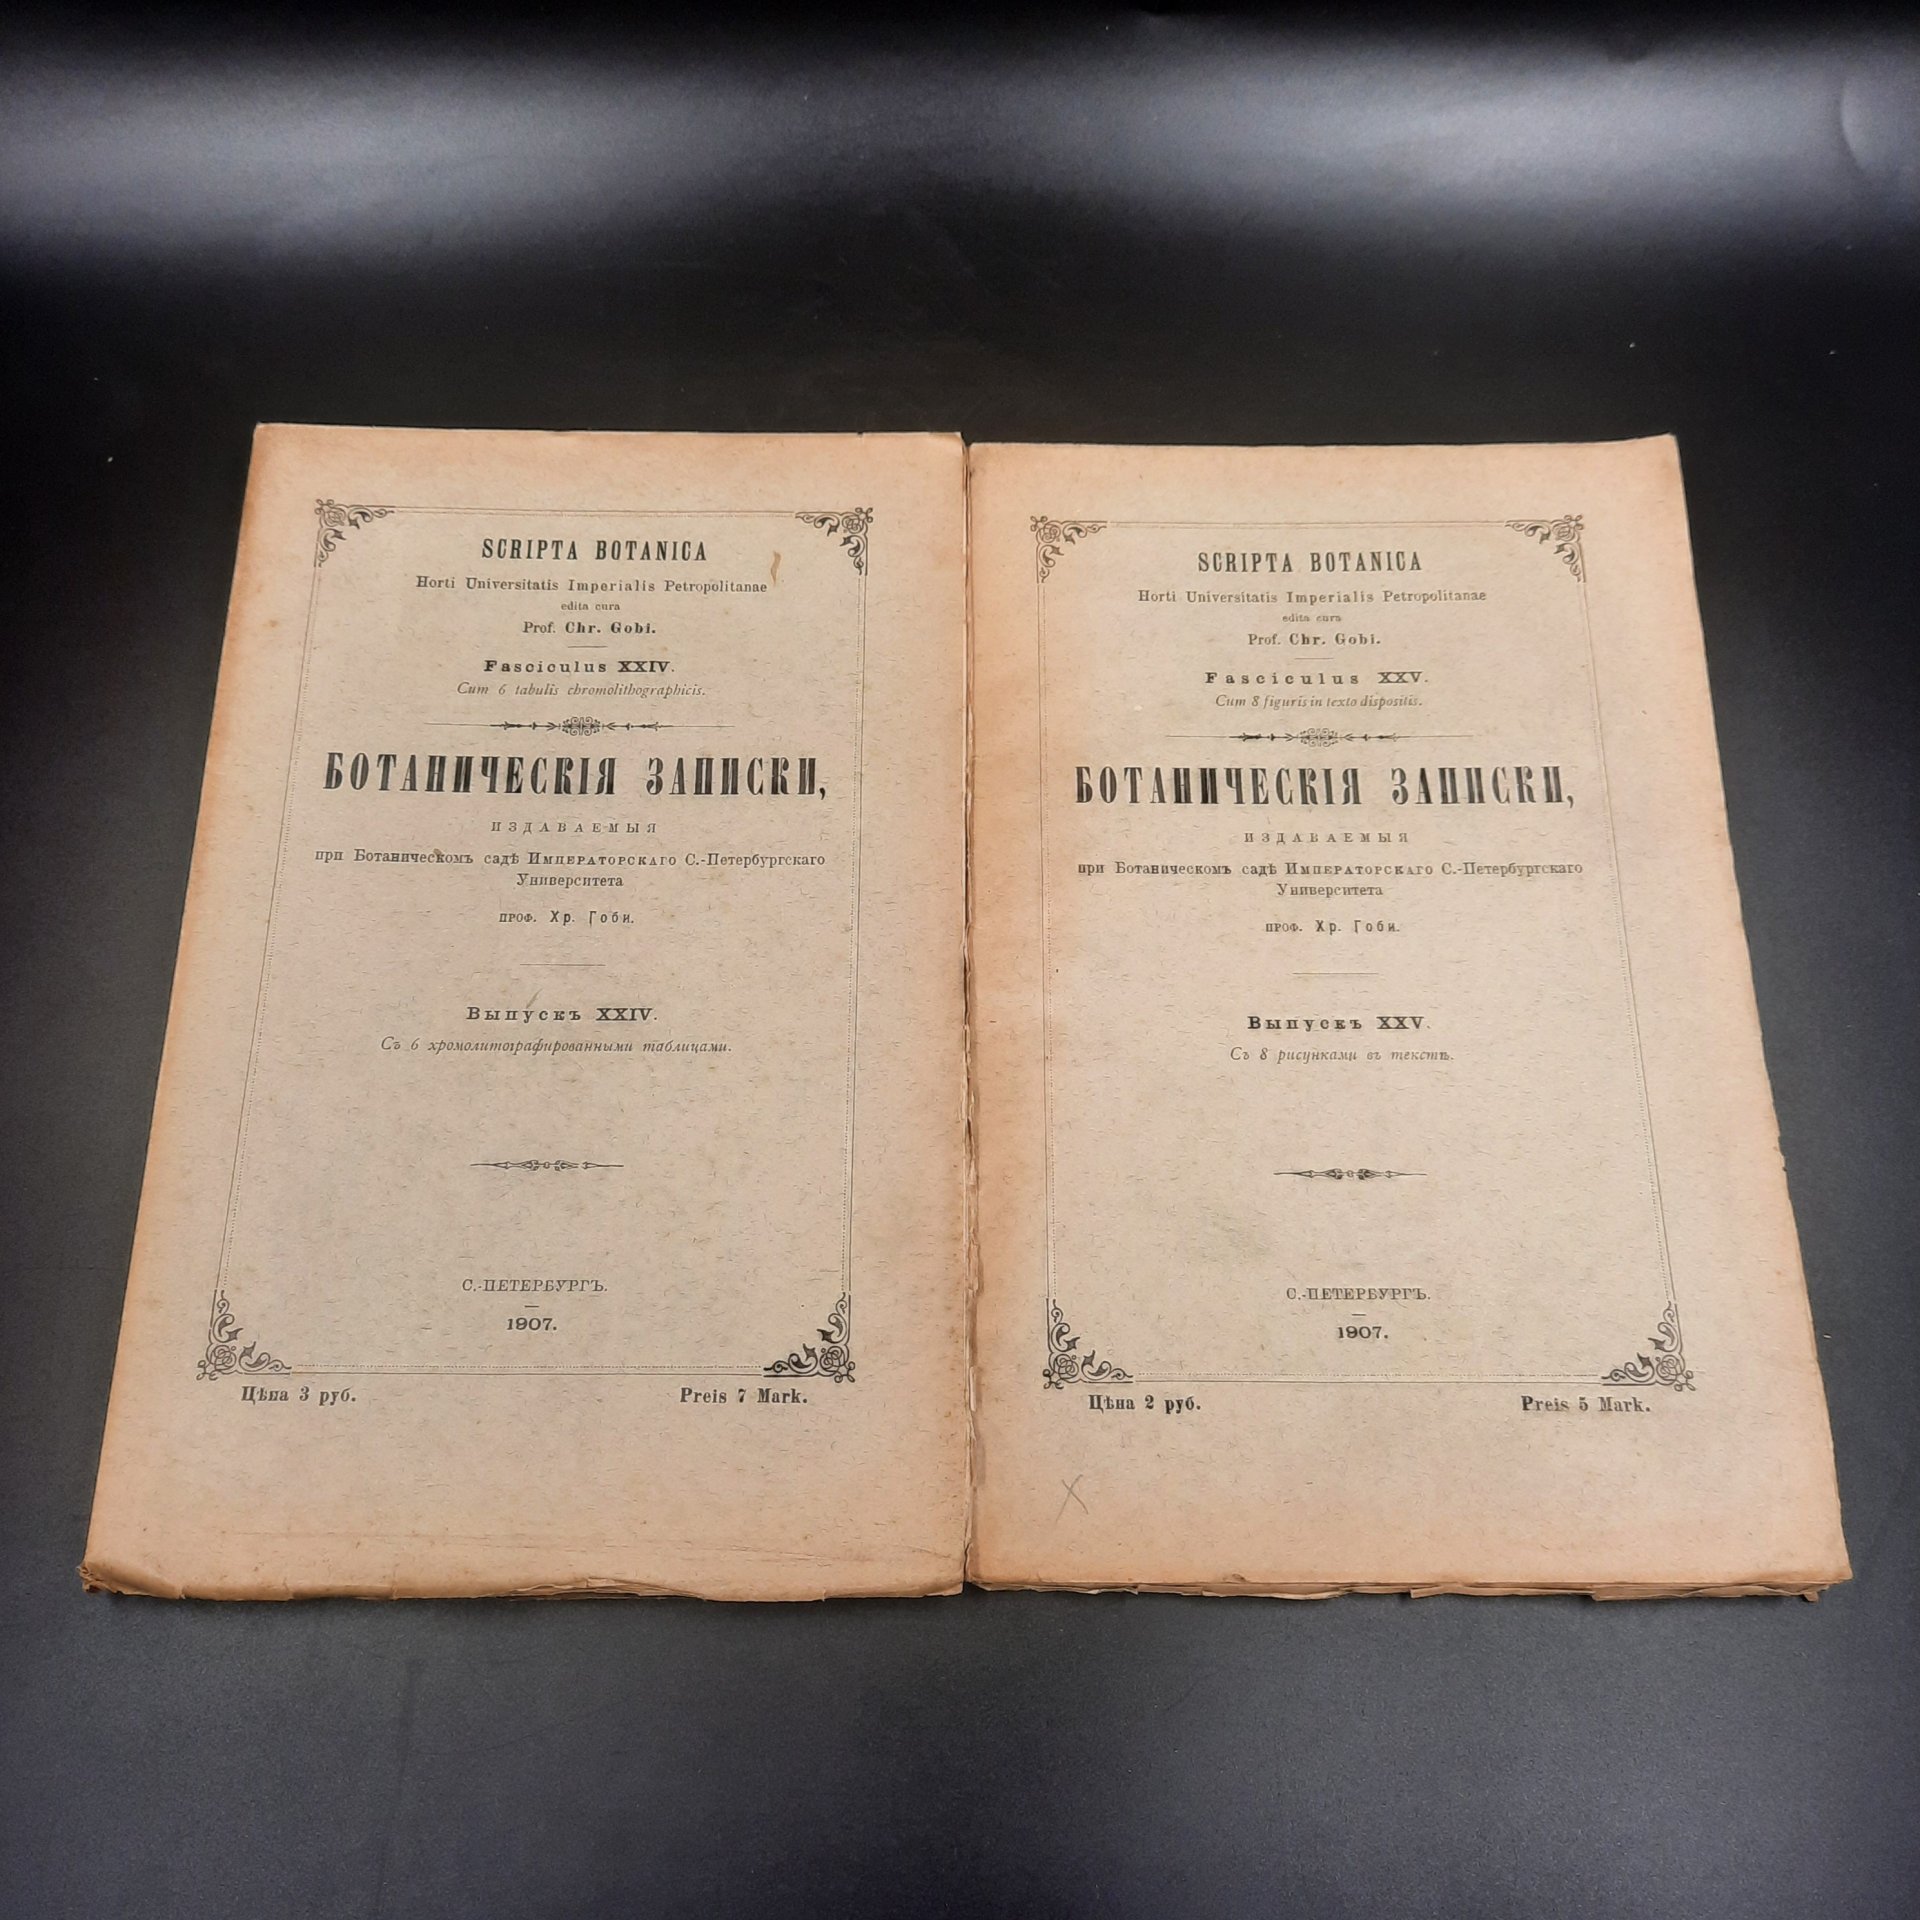 SCRIPTA BOTANICA
Horti Universitatis Imperialis Petropolitanae
edita cura
Prof. Chr. Gobi.
Fasciculus XXIV.
Cum 6 tabulis chromolithographicis.
БОТАНИЧЕСКІЯ ЗАПИСКИ,
ИЗДАВАЕМЫЯ
при Ботаническомъ садѣ ИМПЕРАТОРСКАГО С.-Петербургскаго
Университета
ПРОФ. Хр. Гоби.
Выпускъ XXIV.
Съ 6 хромолитографированными таблицами.
С.-ПЕТЕРБУРГЪ.
1907.
Цѣна 3 руб.
Preis 7 Mark.
SCRIPTA BOTANICA
Horti Universitatis Imperialis Petropolitanae
edita cura
Prof. Chr. Gobi.
Fasciculus XXV.
Cum 8 figuris in texto dispositis.
БОТАНИЧЕСКІЯ ЗАПИСКИ,
ИЗДАВАЕМЫЯ
при Ботаническомъ садѣ ИМПЕРАТОРСКАГО С.-Петербургскаго
Университета
ПРОФ. Хр. Гоби.
Выпускъ XXV.
Съ 8 рисунками въ текстѣ.
С.-ПЕТЕРБУРГЪ.
1907.
Цѣна 2 руб.
Preis 5 Mark.
X